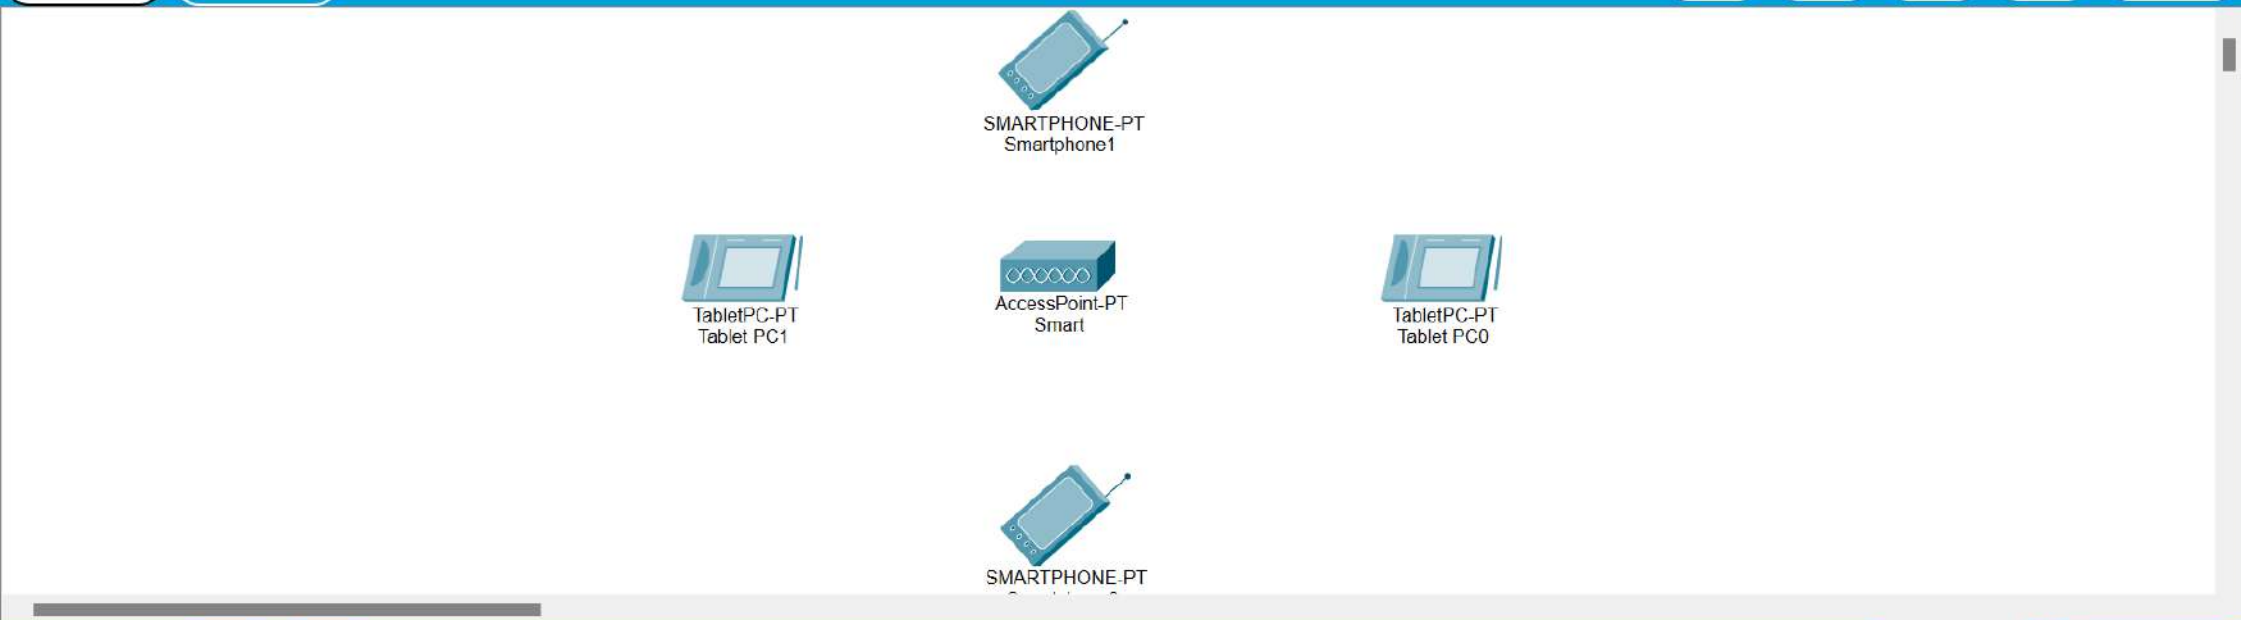 SMARTPHONE-PT
Smartphone1
TabletPC-PT
Tablet PC1
AccessPoint-PT
Smart
TabletPC-PT
Tablet PC0
SMARTPHONE-PT